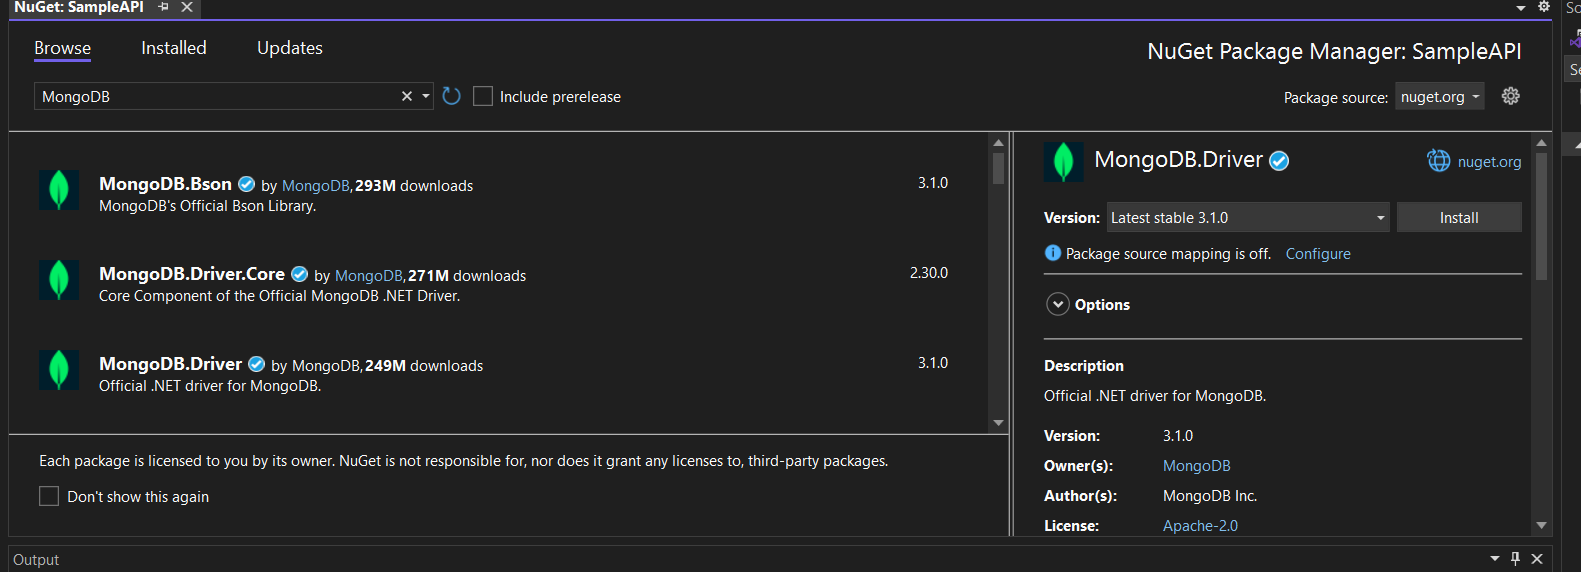 NuGet: SampleAPI
So
Browse Installed Updates
NuGet Package Manager: SampleAPI
MongoDB
Include prerelease
Package source: nuget.org
Se
MongoDB.Bson by MongoDB, 293M downloads 3.1.0
MongoDB's Official Bson Library.
MongoDB.Driver.Core by MongoDB, 271M downloads 2.30.0
Core Component of the Official MongoDB .NET Driver.
MongoDB.Driver by MongoDB, 249M downloads 3.1.0
Official .NET driver for MongoDB.
Each package is licensed to you by its owner. NuGet is not responsible for, nor does it grant any licenses to, third-party packages.
Don't show this again
MongoDB.Driver
nuget.org
Version: Latest stable 3.1.0 Install
Package source mapping is off. Configure
Options
Description
Official .NET driver for MongoDB.
Version: 3.1.0
Owner(s): MongoDB
Author(s): MongoDB Inc.
License: Apache-2.0
Output